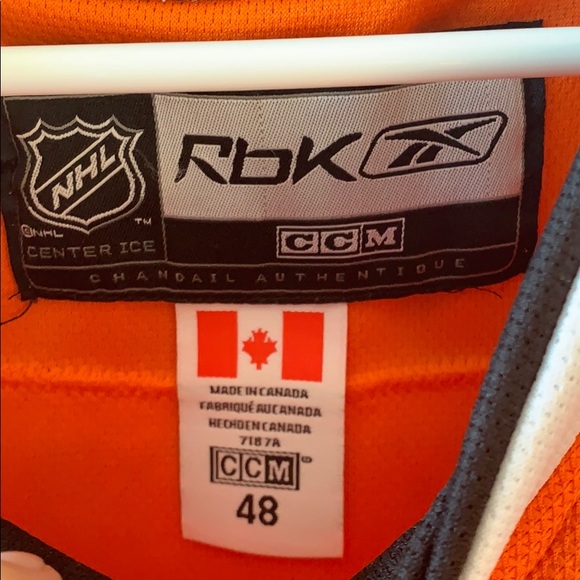 NHL
TM
©NHL
CENTER ICE
RbK
CCM
CHANDAIL AUTHENTIQUE
MADE IN CANADA
FABRIQUÉ AU CANADA
HECHO EN CANADA
7187A
CCM
48